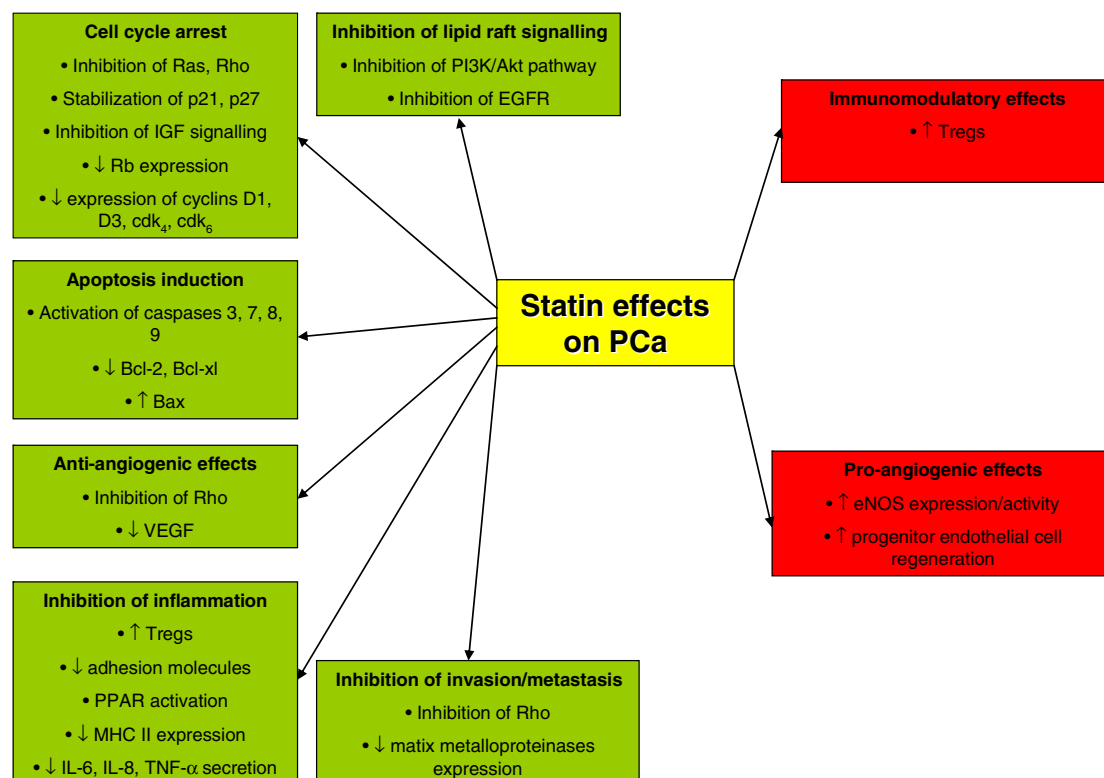 Cell cycle arrest
• Inhibition of Ras, Rho
• Stabilization of p21, p27
• Inhibition of IGF signalling
• ↓ Rb expression
• ↓ expression of cyclins D1,
D3, cdk₄, cdk₆
Inhibition of lipid raft signalling
• Inhibition of PI3K/Akt pathway
• Inhibition of EGFR
Immunomodulatory effects
• ↑ Tregs
Apoptosis induction
• Activation of caspases 3, 7, 8,
9
• ↓ Bcl-2, Bcl-xl
• ↑ Bax
Statin effects
on PCa
Anti-angiogenic effects
• Inhibition of Rho
• ↓ VEGF
Pro-angiogenic effects
• ↑ eNOS expression/activity
• ↑ progenitor endothelial cell
regeneration
Inhibition of inflammation
• ↑ Tregs
• ↓ adhesion molecules
• PPAR activation
• ↓ MHC II expression
• ↓ IL-6, IL-8, TNF-α secretion
Inhibition of invasion/metastasis
• Inhibition of Rho
• ↓ matix metalloproteinases
expression